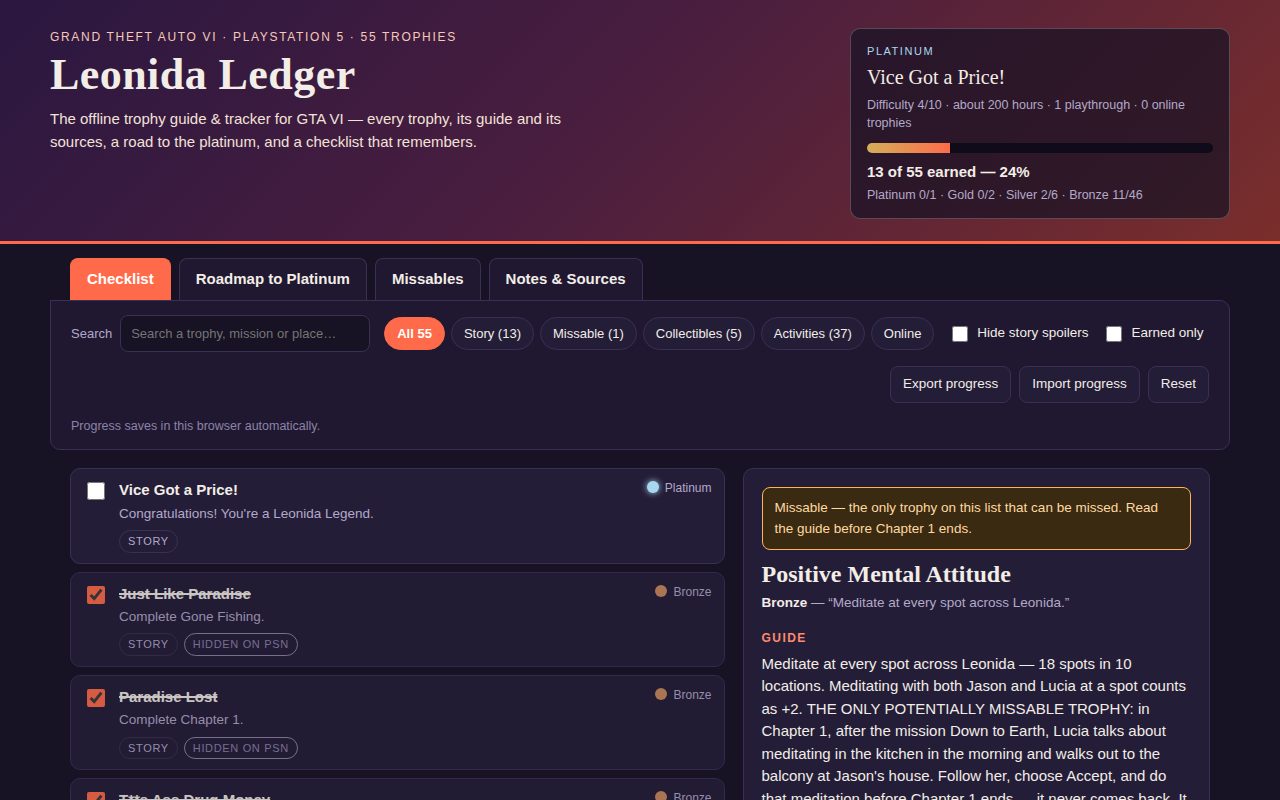 GRAND THEFT AUTO VI · PLAYSTATION 5 · 55 TROPHIES
Leonida Ledger
The offline trophy guide & tracker for GTA VI — every trophy, its guide and its
sources, a road to the platinum, and a checklist that remembers.
PLATINUM
Vice Got a Price!
Difficulty 4/10 · about 200 hours · 1 playthrough · 0 online
trophies
13 of 55 earned — 24%
Platinum 0/1 · Gold 0/2 · Silver 2/6 · Bronze 11/46
Checklist
Roadmap to Platinum
Missables
Notes & Sources
Search
Search a trophy, mission or place…
All 55
Story (13)
Missable (1)
Collectibles (5)
Activities (37)
Online
Hide story spoilers
Earned only
Export progress
Import progress
Reset
Progress saves in this browser automatically.
Vice Got a Price!
Platinum
Congratulations! You're a Leonida Legend.
STORY
Just Like Paradise
Bronze
Complete Gone Fishing.
STORY
HIDDEN ON PSN
Paradise Lost
Bronze
Complete Chapter 1.
STORY
HIDDEN ON PSN
Bronze
Missable — the only trophy on this list that can be missed. Read
the guide before Chapter 1 ends.
Positive Mental Attitude
Bronze — “Meditate at every spot across Leonida.”
GUIDE
Meditate at every spot across Leonida — 18 spots in 10
locations. Meditating with both Jason and Lucia at a spot counts
as +2. THE ONLY POTENTIALLY MISSABLE TROPHY: in
Chapter 1, after the mission Down to Earth, Lucia talks about
meditating in the kitchen in the morning and walks out to the
balcony at Jason's house. Follow her, choose Accept, and do
that meditation before Chapter 1 ends — it never comes back. It